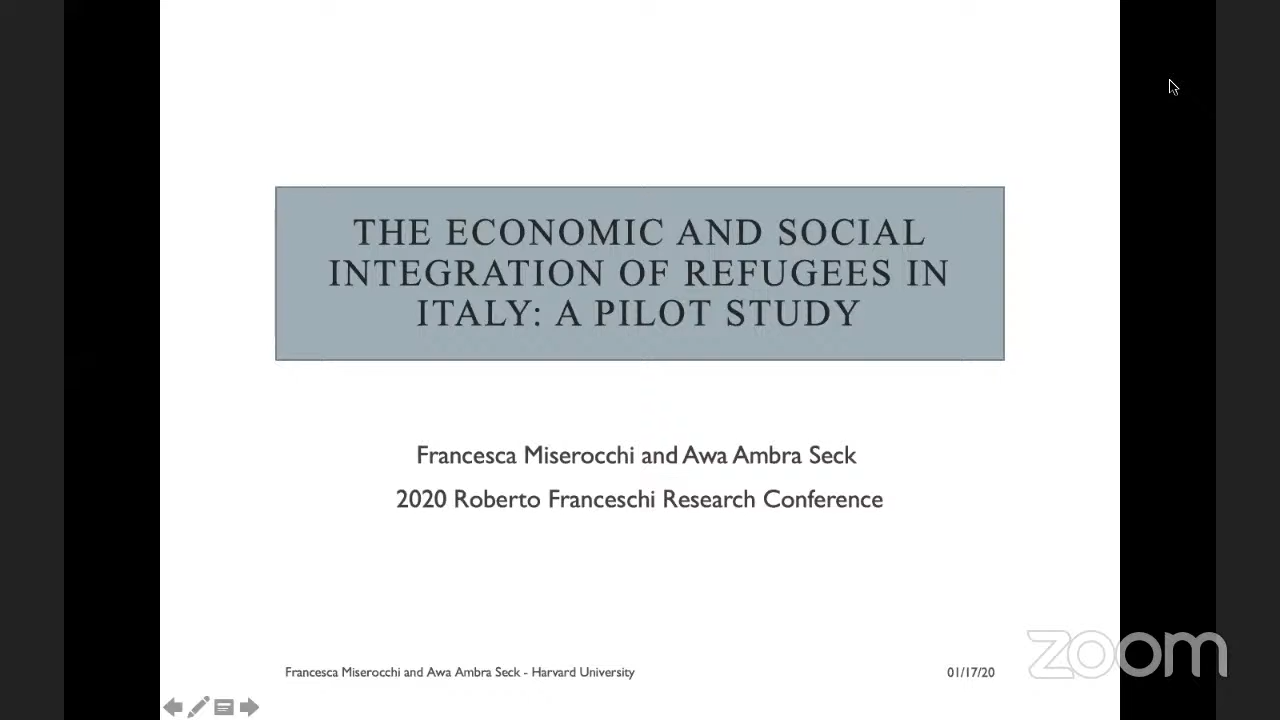 THE ECONOMIC AND SOCIAL
INTEGRATION OF REFUGEES IN
ITALY: A PILOT STUDY
Francesca Miserocchi and Awa Ambra Seck
2020 Roberto Franceschi Research Conference
Francesca Miserocchi and Awa Ambra Seck - Harvard University
01/17/20
zoom